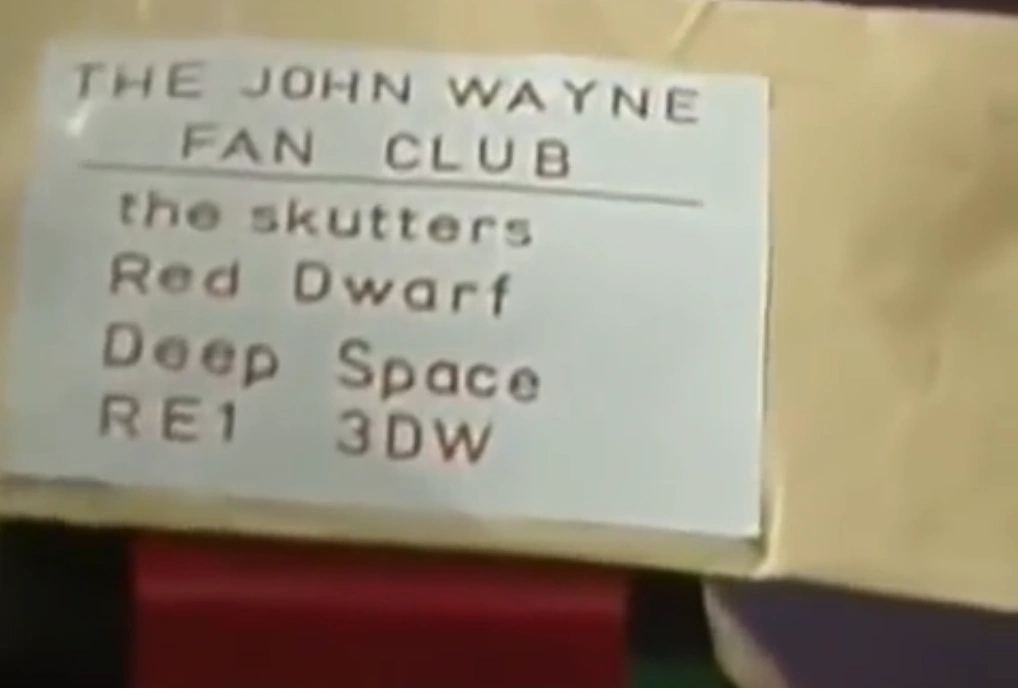 THE JOHN WAYNE
FAN CLUB
the skutters
Red Dwarf
Deep Space
RE1 3DW